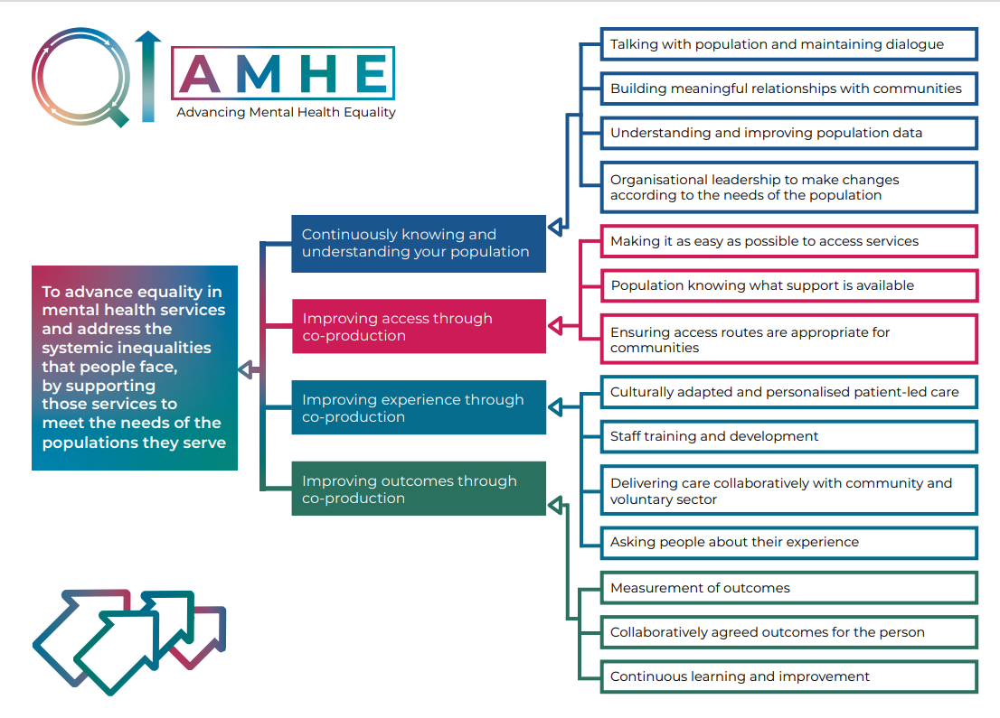 QI
AMHE
Advancing Mental Health Equality
To advance equality in
mental health services
and address the
systemic inequalities
that people face,
by supporting
those services to
meet the needs of the
populations they serve
Continuously knowing and
understanding your population
Talking with population and maintaining dialogue
Building meaningful relationships with communities
Understanding and improving population data
Organisational leadership to make changes
according to the needs of the population
Improving access through
co-production
Making it as easy as possible to access services
Population knowing what support is available
Ensuring access routes are appropriate for
communities
Improving experience through
co-production
Culturally adapted and personalised patient-led care
Staff training and development
Delivering care collaboratively with community and
voluntary sector
Asking people about their experience
Improving outcomes through
co-production
Measurement of outcomes
Collaboratively agreed outcomes for the person
Continuous learning and improvement